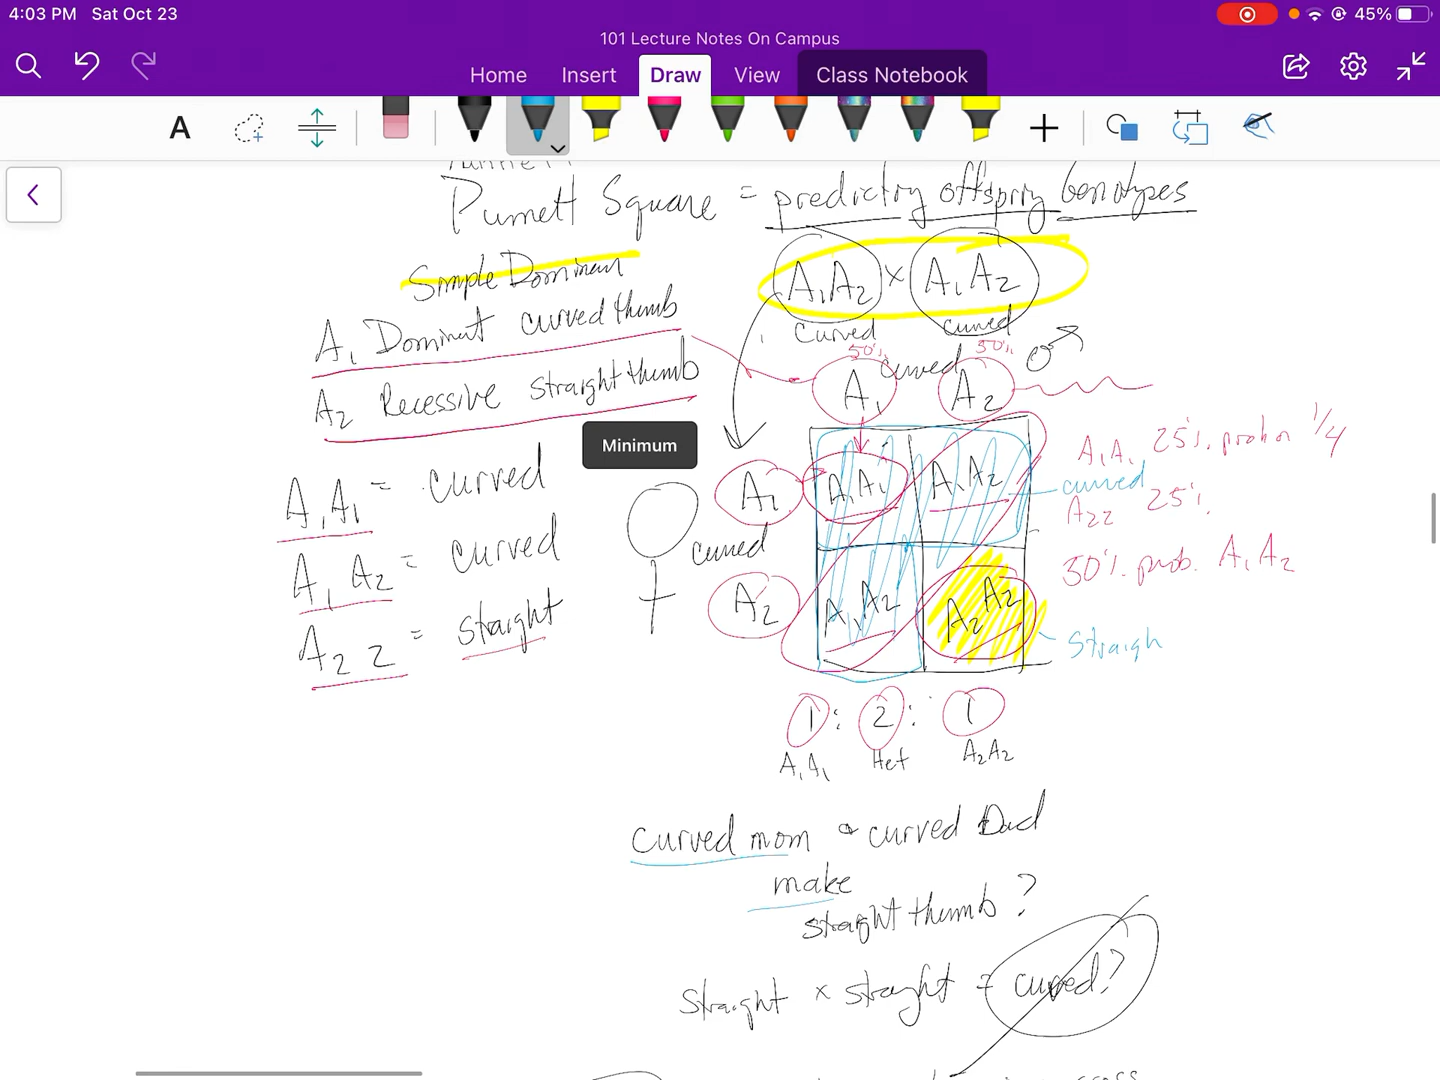 4:03 PM Sat Oct 23
45%
101 Lecture Notes On Campus
Home Insert Draw View Class Notebook
A
Punnett Square = predicting offspring Genotypes
Simple Dominan
A1A2 x A1A2
curved curved
A1 Dominant curved thumb
A2 Recessive straight thumb
50% 50%
curved
A1 A2
Minimum
A1A1 = curved
A1A2 = curved
A2 2 = straight
curved
A1 A1A1 A1A2
A2 A1A2 A2A2
A1A1 25% prob or 1/4
curved
A22 25%
50% prob. A1A2
straigh
1 : 2 : 1
A1A1 Het A2A2
curved mom & curved Dad
make
straight thumb?
straight x straight = curved?